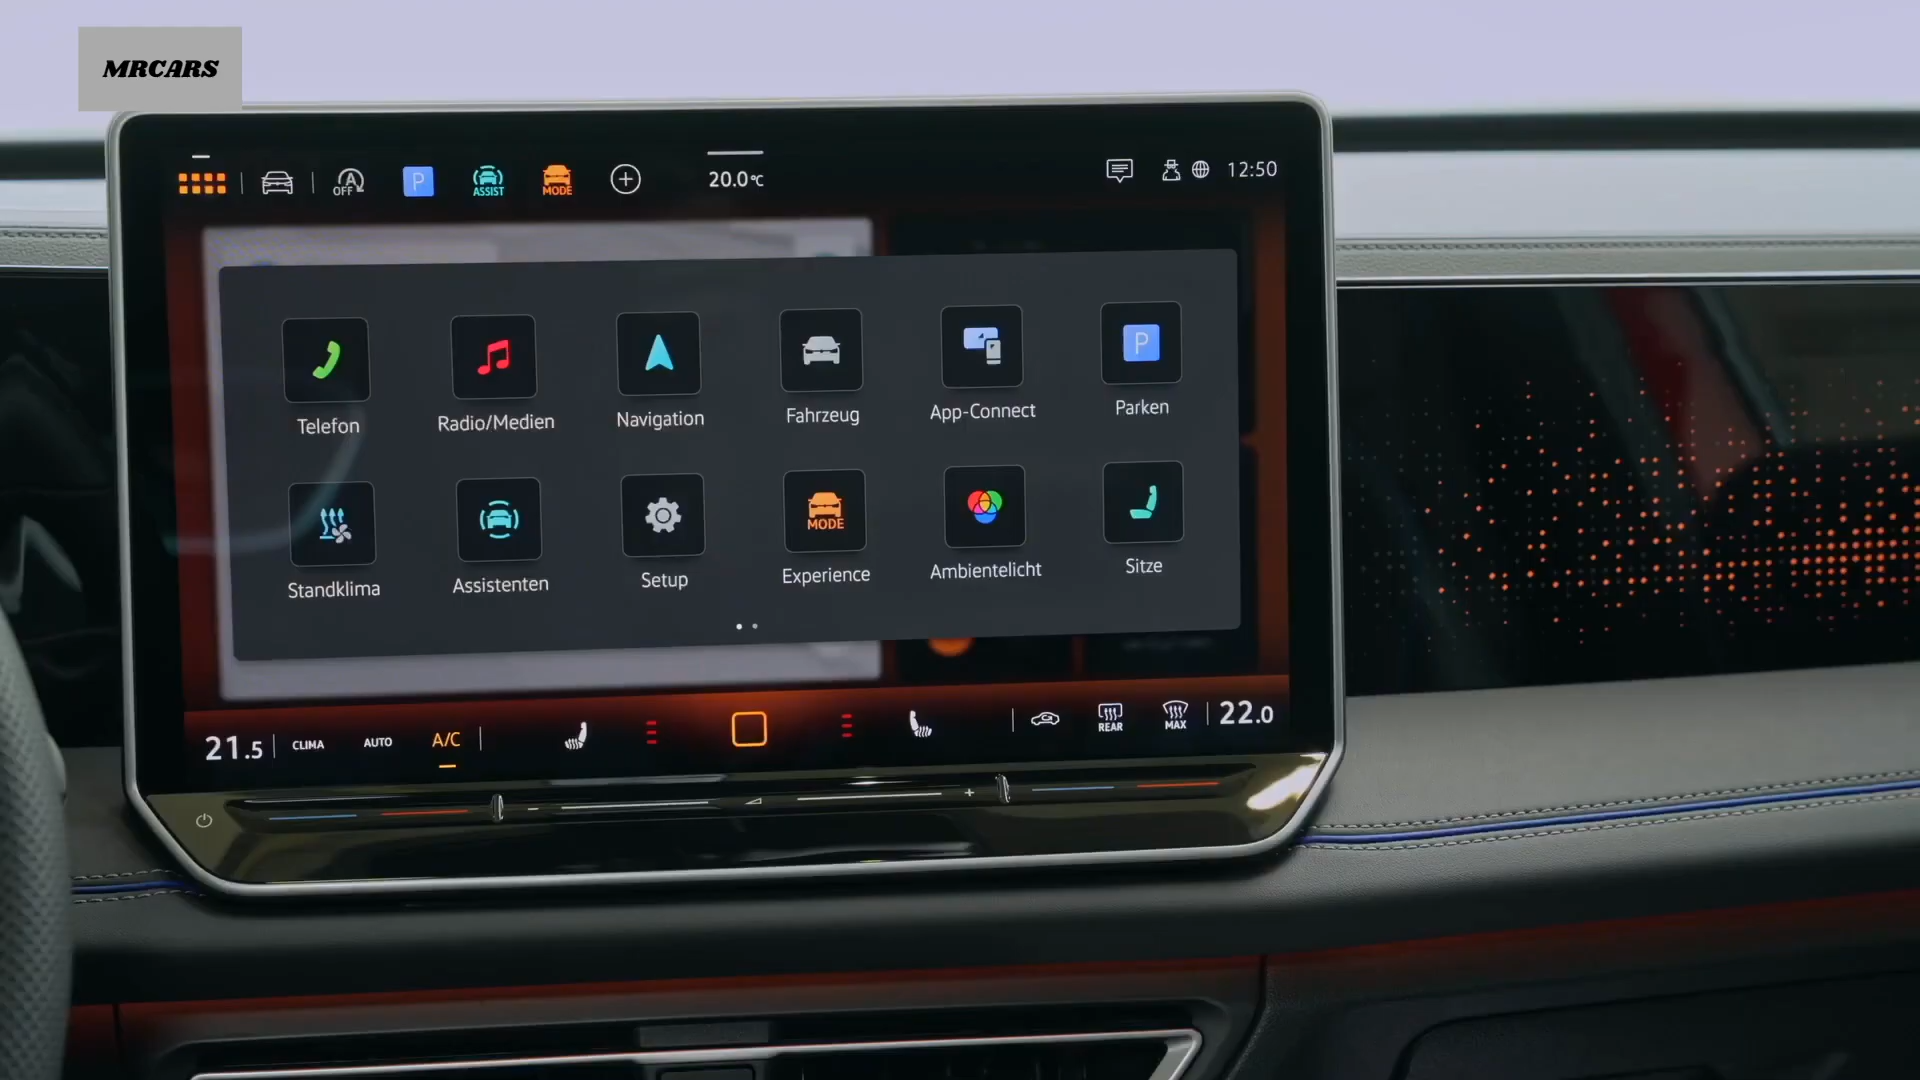 MRCARS
A
OFF
P
ASSIST
MODE
20.0°C
12:50
Telefon
Radio/Medien
Navigation
Fahrzeug
App-Connect
P
Parken
Standklima
Assistenten
Setup
MODE
Experience
Ambientelicht
Sitze
21.5
CLIMA
AUTO
A/C
REAR
MAX
22.0
- +